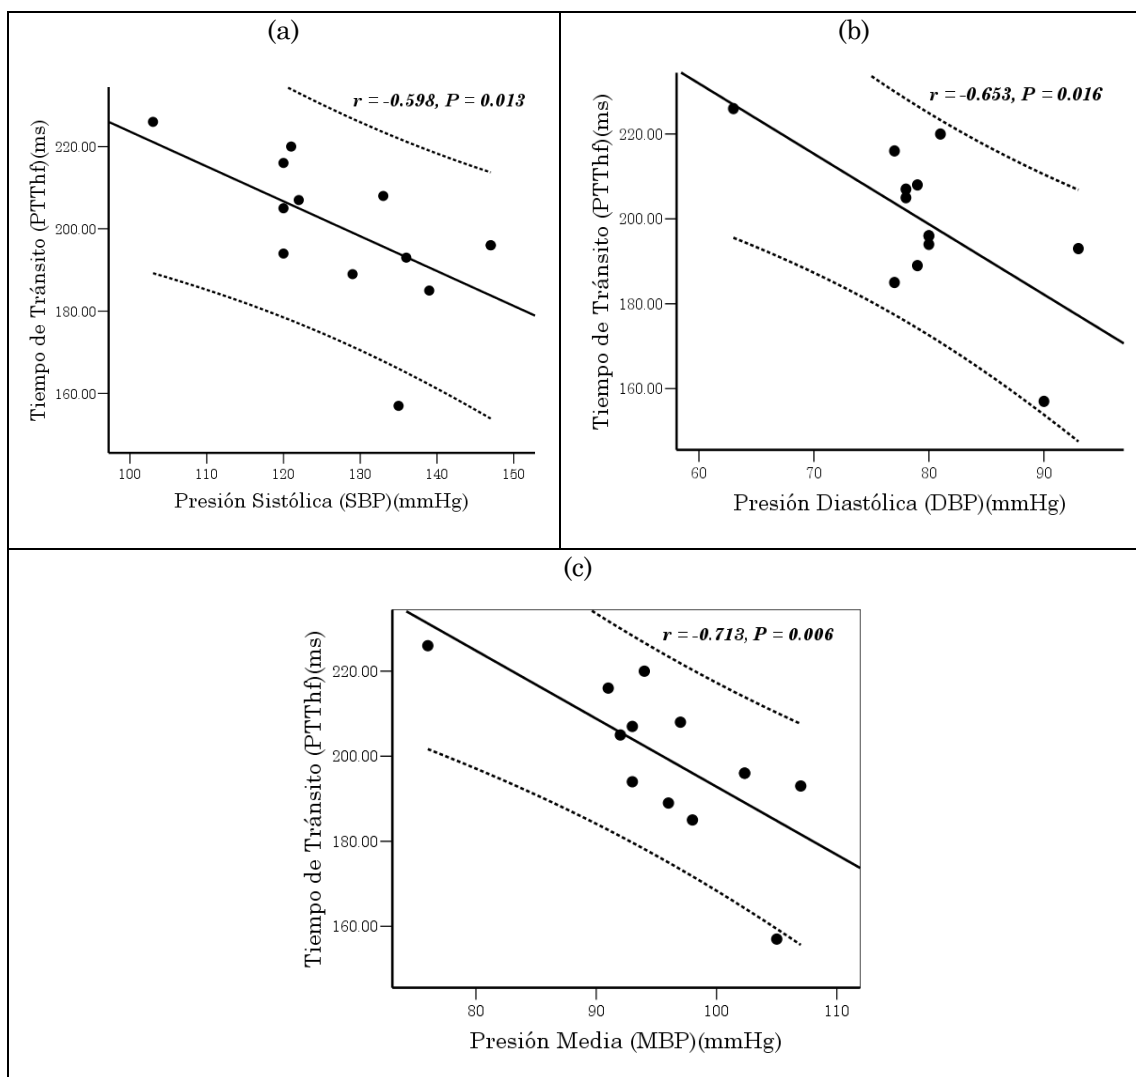 (a)
r = -0.598, P = 0.013
Tiempo de Tránsito (PTThf)(ms)
220.00
200.00
180.00
160.00
100 110 120 130 140 150
Presión Sistólica (SBP)(mmHg)
(b)
r = -0.653, P = 0.016
Tiempo de Tránsito (PTThf)(ms)
220.00
200.00
180.00
160.00
60 70 80 90
Presión Diastólica (DBP)(mmHg)
(c)
r = -0.713, P = 0.006
Tiempo de Tránsito (PTThf)(ms)
220.00
200.00
180.00
160.00
80 90 100 110
Presión Media (MBP)(mmHg)